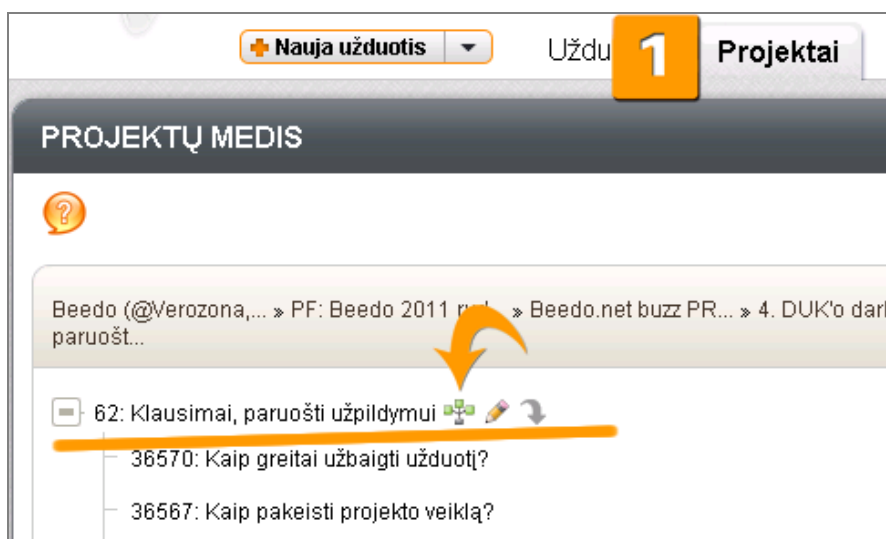 Nauja užduotis
Uždu
1
Projektai
PROJEKTŲ MEDIS
?
Beedo (@Verozona,... » PF: Beedo 2011 » Beedo.net buzz PR... » 4. DUK'o dar
paruošt...
62: Klausimai, paruošti užpildymui
36570: Kaip greitai užbaigti užduotį?
36567: Kaip pakeisti projekto veiklą?